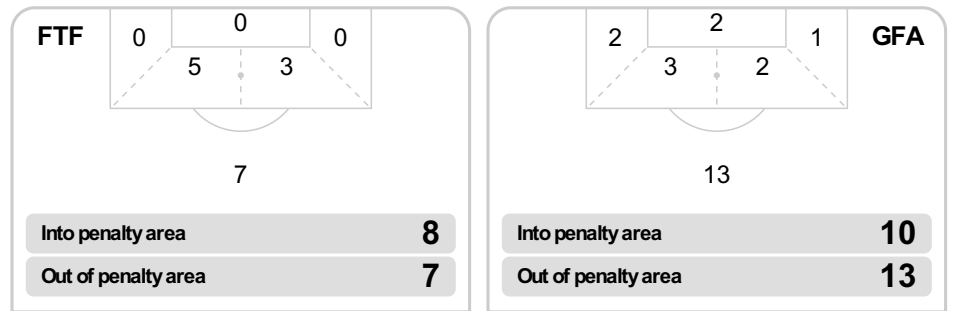 FTF
0
0
0
5
3
7
Into penalty area 8
Out of penalty area 7
GFA
2
2
1
3
2
13
Into penalty area 10
Out of penalty area 13